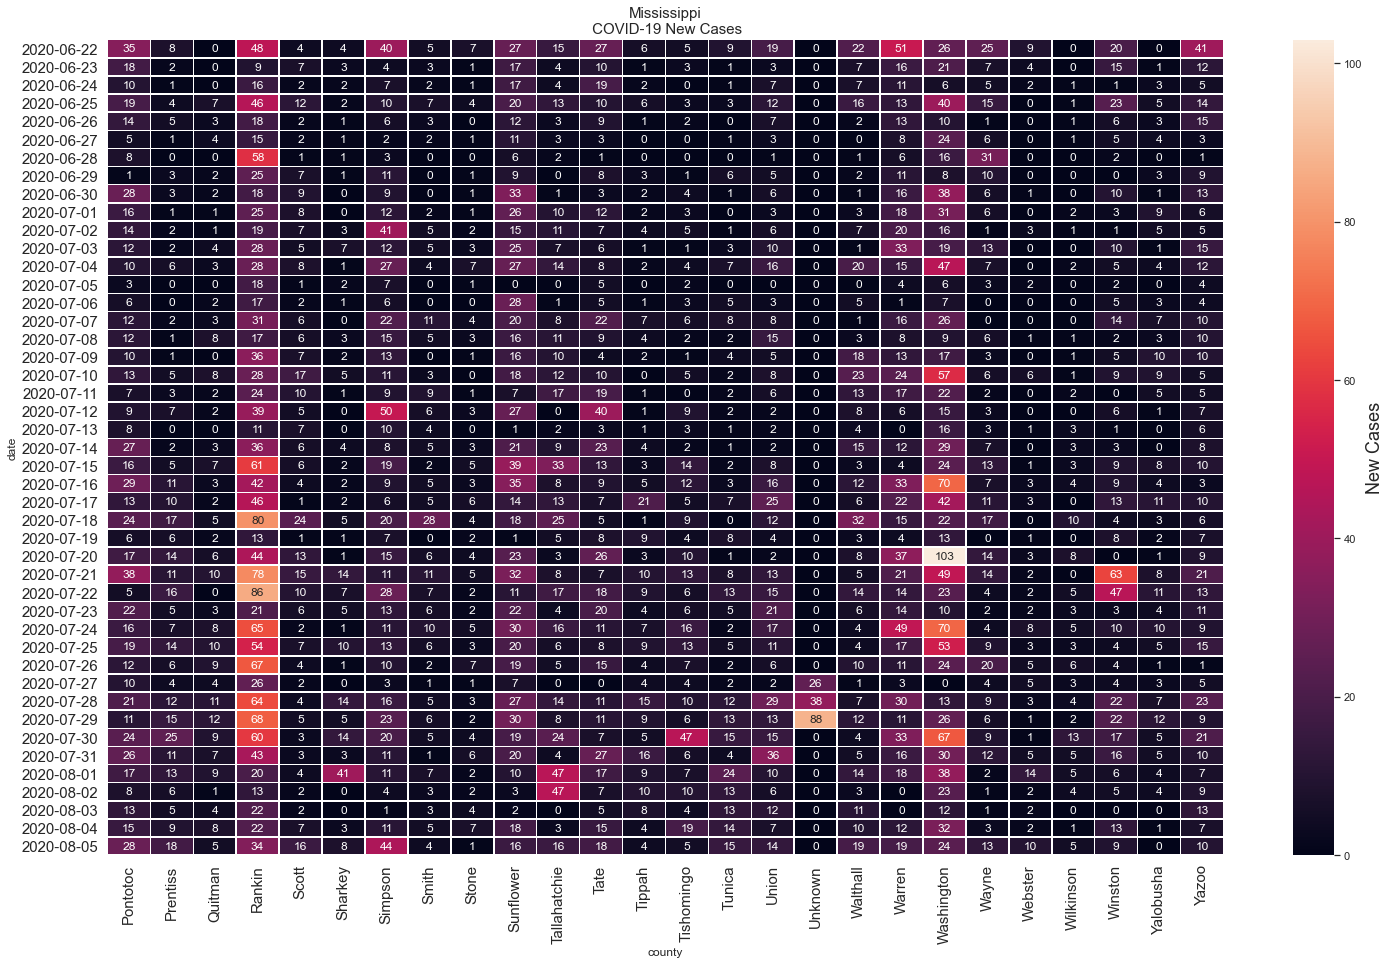 Mississippi
COVID-19 New Cases
2020-06-22 35 8 0 48 4 4 40 5 7 27 15 27 6 5 9 19 0 22 51 26 25 9 0 20 0 41
2020-06-23 18 2 0 9 7 3 4 3 1 17 4 10 1 3 1 3 0 7 16 21 7 4 0 15 1 12
2020-06-24 10 1 0 16 2 2 7 2 1 17 4 19 2 0 1 7 0 7 11 6 5 2 1 1 3 5
2020-06-25 19 4 7 46 12 2 10 7 4 20 13 10 6 3 3 12 0 16 13 40 15 0 1 23 5 14
2020-06-26 14 5 3 18 2 1 6 3 0 12 3 9 1 2 0 7 0 2 13 10 1 0 1 6 3 15
2020-06-27 5 1 4 15 2 1 2 2 1 11 3 3 0 0 1 3 0 0 8 24 6 0 1 5 4 3
2020-06-28 8 0 0 58 1 1 3 0 0 6 2 1 0 0 0 1 0 1 6 16 31 0 0 2 0 1
2020-06-29 1 3 2 25 7 1 11 0 1 9 0 8 3 1 6 5 0 2 11 8 10 0 0 0 3 9
2020-06-30 28 3 2 18 9 0 9 0 1 33 1 3 2 4 1 6 0 1 16 38 6 1 0 10 1 13
2020-07-01 16 1 1 25 8 0 12 2 1 26 10 12 2 3 0 3 0 3 18 31 6 0 2 3 9 6
2020-07-02 14 2 1 19 7 3 41 5 2 15 11 7 4 5 1 6 0 7 20 16 1 3 1 1 5 5
2020-07-03 12 2 4 28 5 7 12 5 3 25 7 6 1 1 3 10 0 1 33 19 13 0 0 10 1 15
2020-07-04 10 6 3 28 8 1 27 4 7 27 14 8 2 4 7 16 0 20 15 47 7 0 2 5 4 12
2020-07-05 3 0 0 18 1 2 7 0 1 0 0 5 0 2 0 0 0 0 4 6 3 2 0 2 0 4
2020-07-06 6 0 2 17 2 1 6 0 0 28 1 5 1 3 5 3 0 5 1 7 0 0 0 5 3 4
2020-07-07 12 2 3 31 6 0 22 11 4 20 8 22 7 6 8 8 0 1 16 26 0 0 0 14 7 10
2020-07-08 12 1 8 17 6 3 15 5 3 16 11 9 4 2 2 15 0 3 8 9 6 1 1 2 3 10
2020-07-09 10 1 0 36 7 2 13 0 1 16 10 4 2 1 4 5 0 18 13 17 3 0 1 5 10 10
2020-07-10 13 5 8 28 17 5 11 3 0 18 12 10 0 5 2 8 0 23 24 57 6 6 1 9 9 5
2020-07-11 7 3 2 24 10 1 9 9 1 7 17 19 1 0 2 6 0 13 17 22 2 0 2 0 5 5
2020-07-12 9 7 2 39 5 0 50 6 3 27 0 40 1 9 2 2 0 8 6 15 3 0 0 6 1 7
2020-07-13 8 0 0 11 7 0 10 4 0 1 2 3 1 3 1 2 0 4 0 16 3 1 3 1 0 6
2020-07-14 27 2 3 36 6 4 8 5 3 21 9 23 4 2 1 2 0 15 12 29 7 0 3 3 0 8
2020-07-15 16 5 7 61 6 2 19 2 5 39 33 13 3 14 2 8 0 3 4 24 13 1 3 9 8 10
2020-07-16 29 11 3 42 4 2 9 5 3 35 8 9 5 12 3 16 0 12 33 70 7 3 4 9 4 3
2020-07-17 13 10 2 46 1 2 6 5 6 14 13 7 21 5 7 25 0 6 22 42 11 3 0 13 11 10
2020-07-18 24 17 5 80 24 5 20 28 4 18 25 5 1 9 0 12 0 32 15 22 17 0 10 4 3 6
2020-07-19 6 6 2 13 1 1 7 0 2 1 5 8 9 4 8 4 0 3 4 13 0 1 0 8 2 7
2020-07-20 17 14 6 44 13 1 15 6 4 23 3 26 3 10 1 2 0 8 37 103 14 3 8 0 1 9
2020-07-21 38 11 10 78 15 14 11 11 5 32 8 7 10 13 8 13 0 5 21 49 14 2 0 63 8 21
2020-07-22 5 16 0 86 10 7 28 7 2 11 17 18 9 6 13 15 0 14 14 23 4 2 5 47 11 13
2020-07-23 22 5 3 21 6 5 13 6 2 22 4 20 4 6 5 21 0 6 14 10 2 2 3 3 4 11
2020-07-24 16 7 8 65 2 1 11 10 5 30 16 11 7 16 2 17 0 4 49 70 4 8 5 10 10 9
2020-07-25 19 14 10 54 7 10 13 6 3 20 6 8 9 13 5 11 0 4 17 53 9 3 3 4 5 15
2020-07-26 12 6 9 67 4 1 10 2 7 19 5 15 4 7 2 6 0 10 11 24 20 5 6 4 1 1
2020-07-27 10 4 4 26 2 0 3 1 1 7 0 0 4 4 2 2 26 1 3 0 4 5 3 4 3 5
2020-07-28 21 12 11 64 4 14 16 5 3 27 14 11 15 10 12 29 38 7 30 13 9 3 4 22 7 23
2020-07-29 11 15 12 68 5 5 23 6 2 30 8 11 9 6 13 13 88 12 11 26 6 1 2 22 12 9
2020-07-30 24 25 9 60 3 14 20 5 4 19 24 7 5 47 15 15 0 4 33 67 9 1 13 17 5 21
2020-07-31 26 11 7 43 3 3 11 1 6 20 4 27 16 6 4 36 0 5 16 30 12 5 5 16 5 10
2020-08-01 17 13 9 20 4 41 11 7 2 10 47 17 9 7 24 10 0 14 18 38 2 14 5 6 4 7
2020-08-02 8 6 1 13 2 0 4 3 2 3 47 7 10 10 13 6 0 3 0 23 1 2 4 5 4 9
2020-08-03 13 5 4 22 2 0 2 3 4 2 0 5 8 4 13 12 0 11 0 12 1 2 0 0 0 13
2020-08-04 15 9 8 22 7 3 11 5 7 18 3 15 4 19 14 7 0 10 12 32 3 2 1 13 1 7
2020-08-05 28 18 5 34 16 8 44 4 1 16 16 18 4 5 15 14 0 19 19 24 13 10 5 9 0 10
Pontotoc Prentiss Quitman Rankin Scott Sharkey Simpson Smith Stone Sunflower Tallahatchie Tate Tippah Tishomingo Tunica Union Unknown Walthall Warren Washington Wayne Webster Wilkinson Winston Yalobusha Yazoo
county
date
100
80
60
40
20
0
New Cases